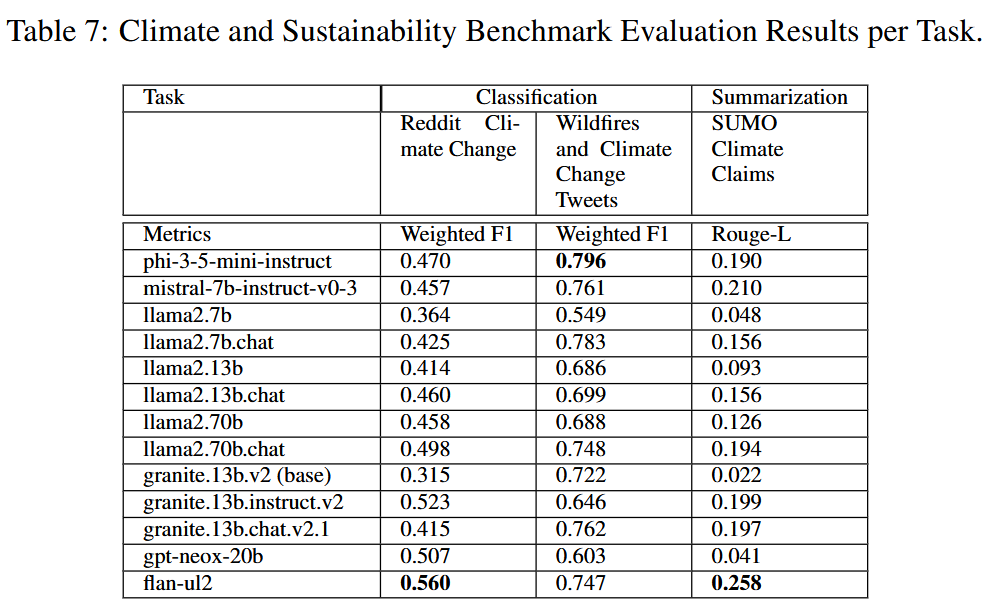 Table 7: Climate and Sustainability Benchmark Evaluation Results per Task.
Task Classification Summarization
Reddit Cli- Wildfires SUMO
mate Change and Climate Climate
Change Claims
Tweets
Metrics Weighted F1 Weighted F1 Rouge-L
phi-3-5-mini-instruct 0.470 0.796 0.190
mistral-7b-instruct-v0-3 0.457 0.761 0.210
llama2.7b 0.364 0.549 0.048
llama2.7b.chat 0.425 0.783 0.156
llama2.13b 0.414 0.686 0.093
llama2.13b.chat 0.460 0.699 0.156
llama2.70b 0.458 0.688 0.126
llama2.70b.chat 0.498 0.748 0.194
granite.13b.v2 (base) 0.315 0.722 0.022
granite.13b.instruct.v2 0.523 0.646 0.199
granite.13b.chat.v2.1 0.415 0.762 0.197
gpt-neox-20b 0.507 0.603 0.041
flan-ul2 0.560 0.747 0.258